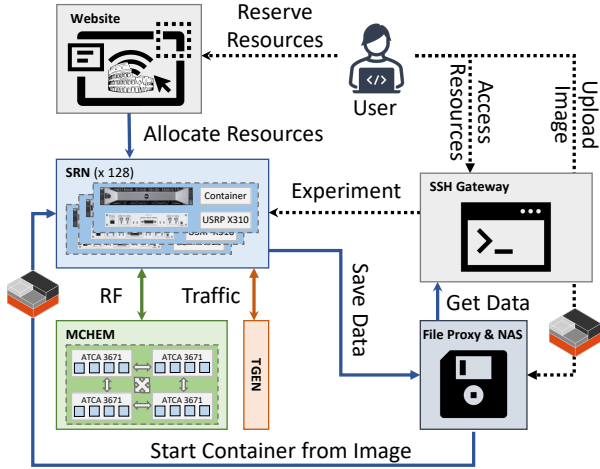 Website
Reserve
Resources
User
Access
Resources
Upload
Image
Allocate Resources
SRN (x 128)
Container
USRP X310
USRP X310
Experiment
SSH Gateway
RF
Traffic
Save Data
Get Data
MCHEM
ATCA 3671
ATCA 3671
ATCA 3671
ATCA 3671
TGEN
File Proxy & NAS
Start Container from Image